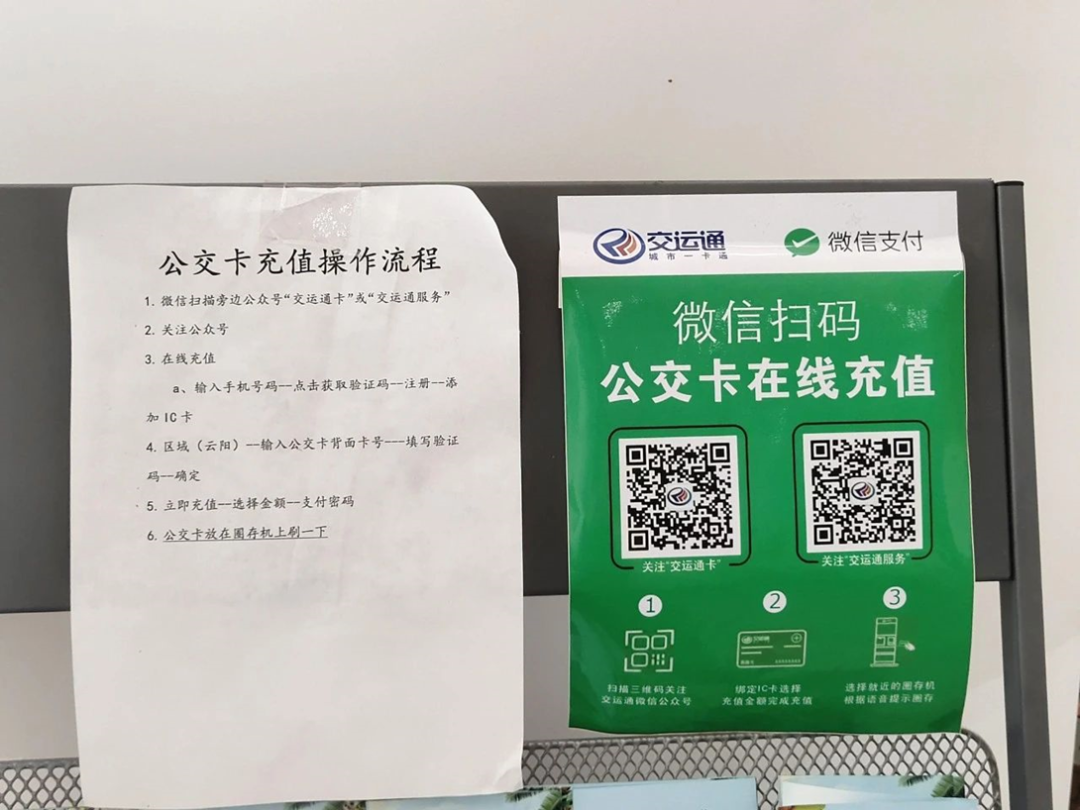 公交卡充值操作流程
1. 微信扫描旁边公众号“交运通卡”或“交运通服务”
2. 关注公众号
3. 在线充值
a、输入手机号码--点击获取验证码--注册--添
加IC卡
4. 区域（云阳）--输入公交卡背面卡号---填写验证
码--确定
5. 立即充值--选择金额--支付密码
6. 公交卡放在圈存机上刷一下
交运通
城市一卡通
微信支付
微信扫码
公交卡在线充值
关注“交运通卡”
关注“交运通服务”
1
扫描二维码关注
交运通微信公众号
2
绑定IC卡选择
充值金额完成充值
3
选择就近的圈存机
根据语音提示圈存